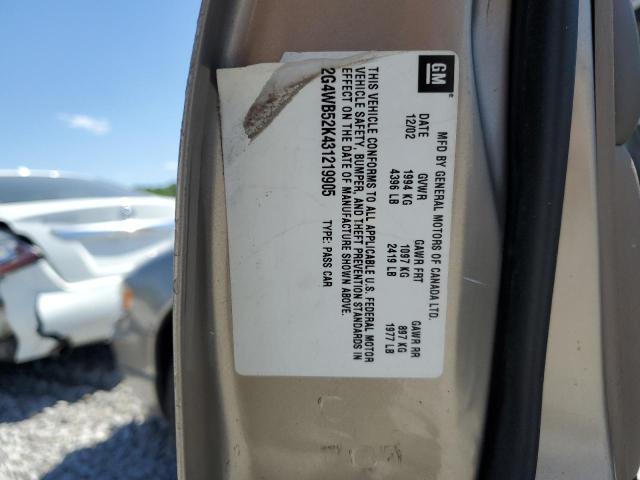 GM
MFD BY GENERAL MOTORS OF CANADA LTD.
DATE GVWR GAWR FRT GAWR RR
12/02 1994 KG 1097 KG 897 KG
4396 LB 2419 LB 1977 LB
THIS VEHICLE CONFORMS TO ALL APPLICABLE U.S. FEDERAL MOTOR
VEHICLE SAFETY, BUMPER, AND THEFT PREVENTION STANDARDS IN
EFFECT ON THE DATE OF MANUFACTURE SHOWN ABOVE.
2G4WB52K431219905 TYPE: PASS CAR